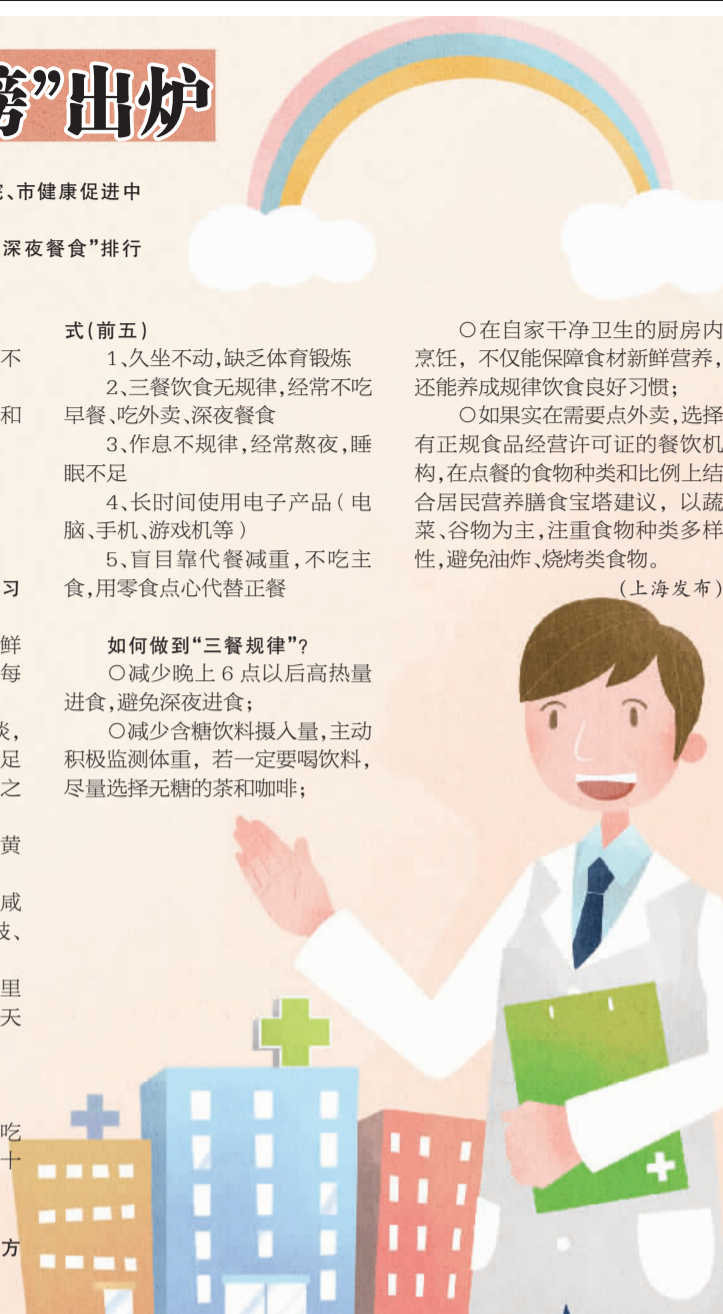 ”出炉
、市健康促进中
深夜餐食”排行
不
和
习
鲜
每
足
之
黄
咸
里
天
吃
十
方
式(前五)
1、久坐不动,缺乏体育锻炼
2、三餐饮食无规律,经常不吃
早餐、吃外卖、深夜餐食
3、作息不规律,经常熬夜,睡
眠不足
4、长时间使用电子产品(电
脑、手机、游戏机等)
5、盲目靠代餐减重,不吃主
食,用零食点心代替正餐
如何做到“三餐规律”?
○减少晚上 6 点以后高热量
进食,避免深夜进食;
○减少含糖饮料摄入量,主动
积极监测体重, 若一定要喝饮料,
尽量选择无糖的茶和咖啡;
○在自家干净卫生的厨房内
烹饪, 不仅能保障食材新鲜营养,
还能养成规律饮食良好习惯;
○如果实在需要点外卖,选择
有正规食品经营许可证的餐饮机
构,在点餐的食物种类和比例上结
合居民营养膳食宝塔建议, 以蔬
菜、谷物为主,注重食物种类多样
性,避免油炸、烧烤类食物。
(上海发布)